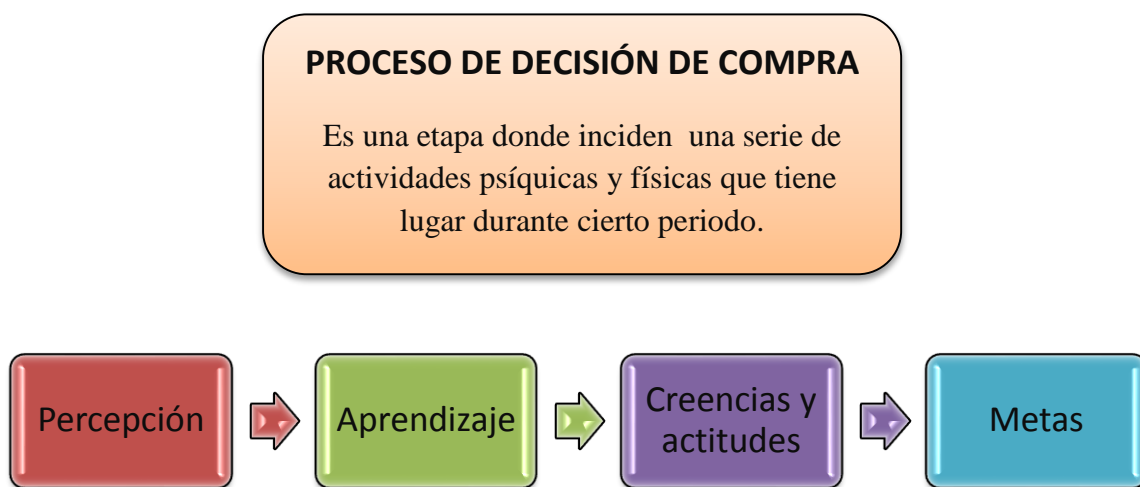 PROCESO DE DECISIÓN DE COMPRA
Es una etapa donde inciden una serie de
actividades psíquicas y físicas que tiene
lugar durante cierto periodo.
Percepción
Aprendizaje
Creencias y
actitudes
Metas